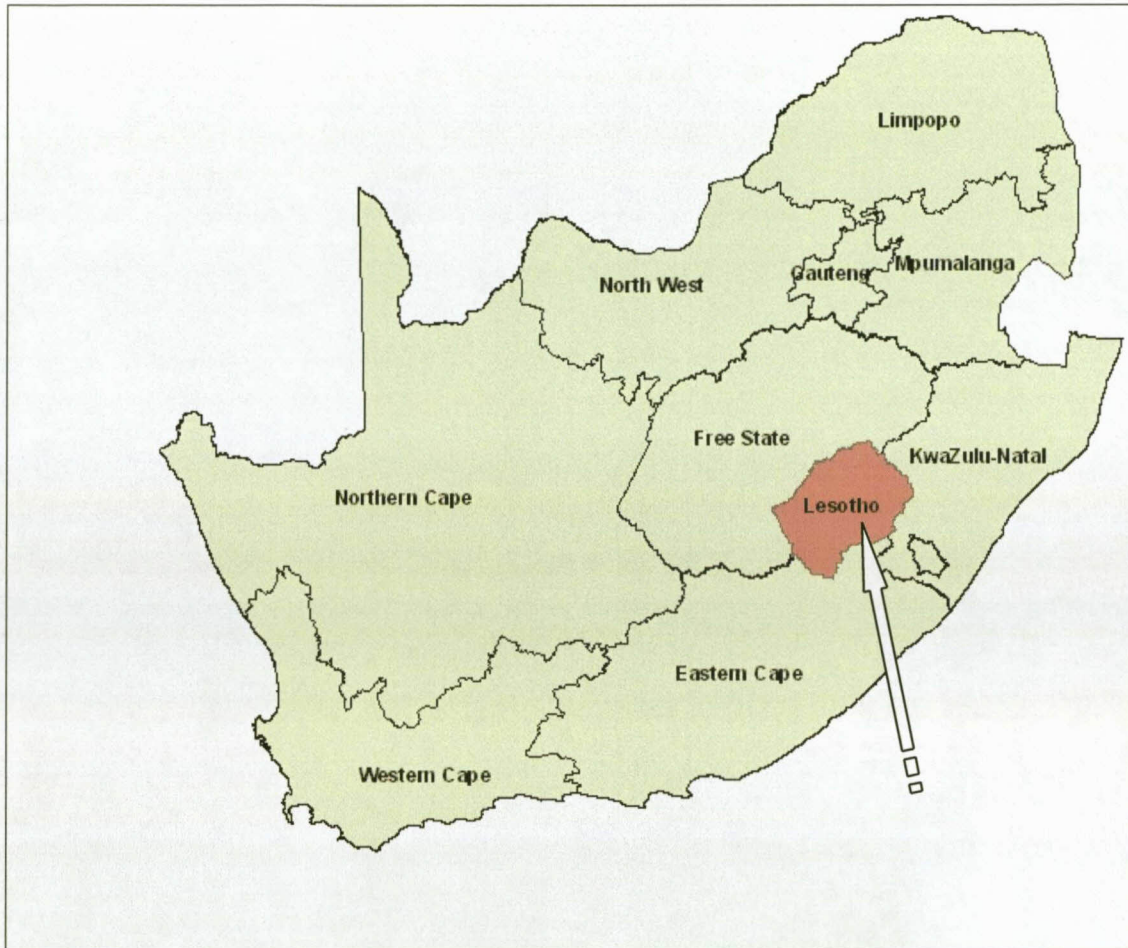 Limpopo
North West
Gauteng
Mpumalanga
Free State
KwaZulu-Natal
Northern Cape
Lesotho
Eastern Cape
Western Cape